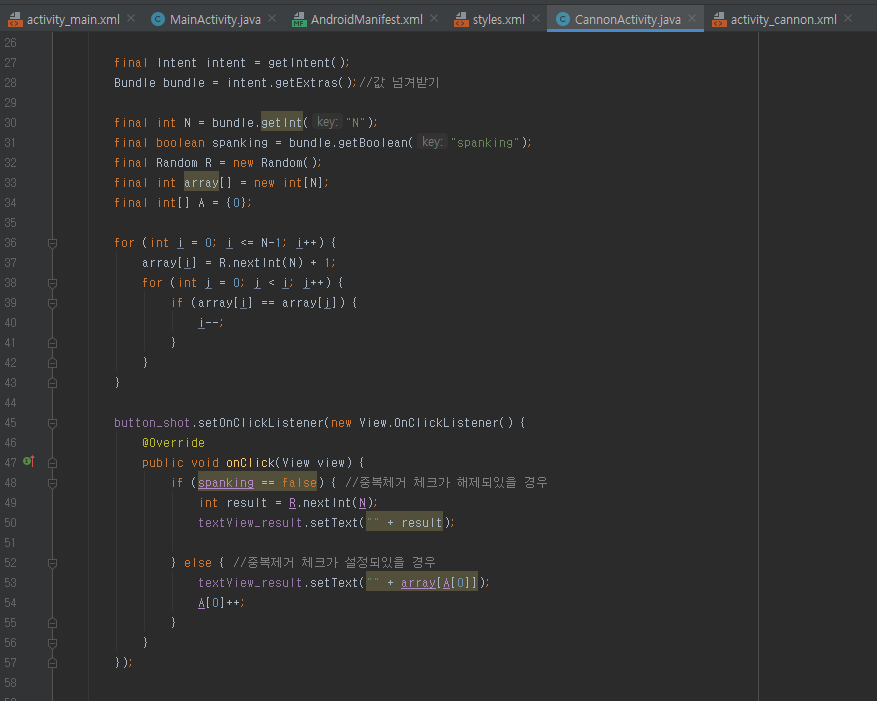 activity_main.xml × MainActivity.java × AndroidManifest.xml × styles.xml × CannonActivity.java × activity_cannon.xml ×
26
27 final Intent intent = getIntent();
28 Bundle bundle = intent.getExtras();//값 넘겨받기
29
30 final int N = bundle.getInt( key: "N");
31 final boolean spanking = bundle.getBoolean( key: "spanking");
32 final Random R = new Random();
33 final int array[] = new int[N];
34 final int[] A = {0};
35
36 for (int i = 0; i <= N-1; i++) {
37 array[i] = R.nextInt(N) + 1;
38 for (int j = 0; j < i; j++) {
39 if (array[i] == array[j]) {
40 i--;
41 }
42 }
43 }
44
45 button_shot.setOnClickListener(new View.OnClickListener() {
46 @Override
47 public void onClick(View view) {
48 if (spanking == false) { //중복체거 체크가 해제되있을 경우
49 int result = R.nextInt(N);
50 textView_result.setText("" + result);
51
52 } else { //중복제거 체크가 설정되있을 경우
53 textView_result.setText("" + array[A[0]]);
54 A[0]++;
55 }
56 }
57 });
58